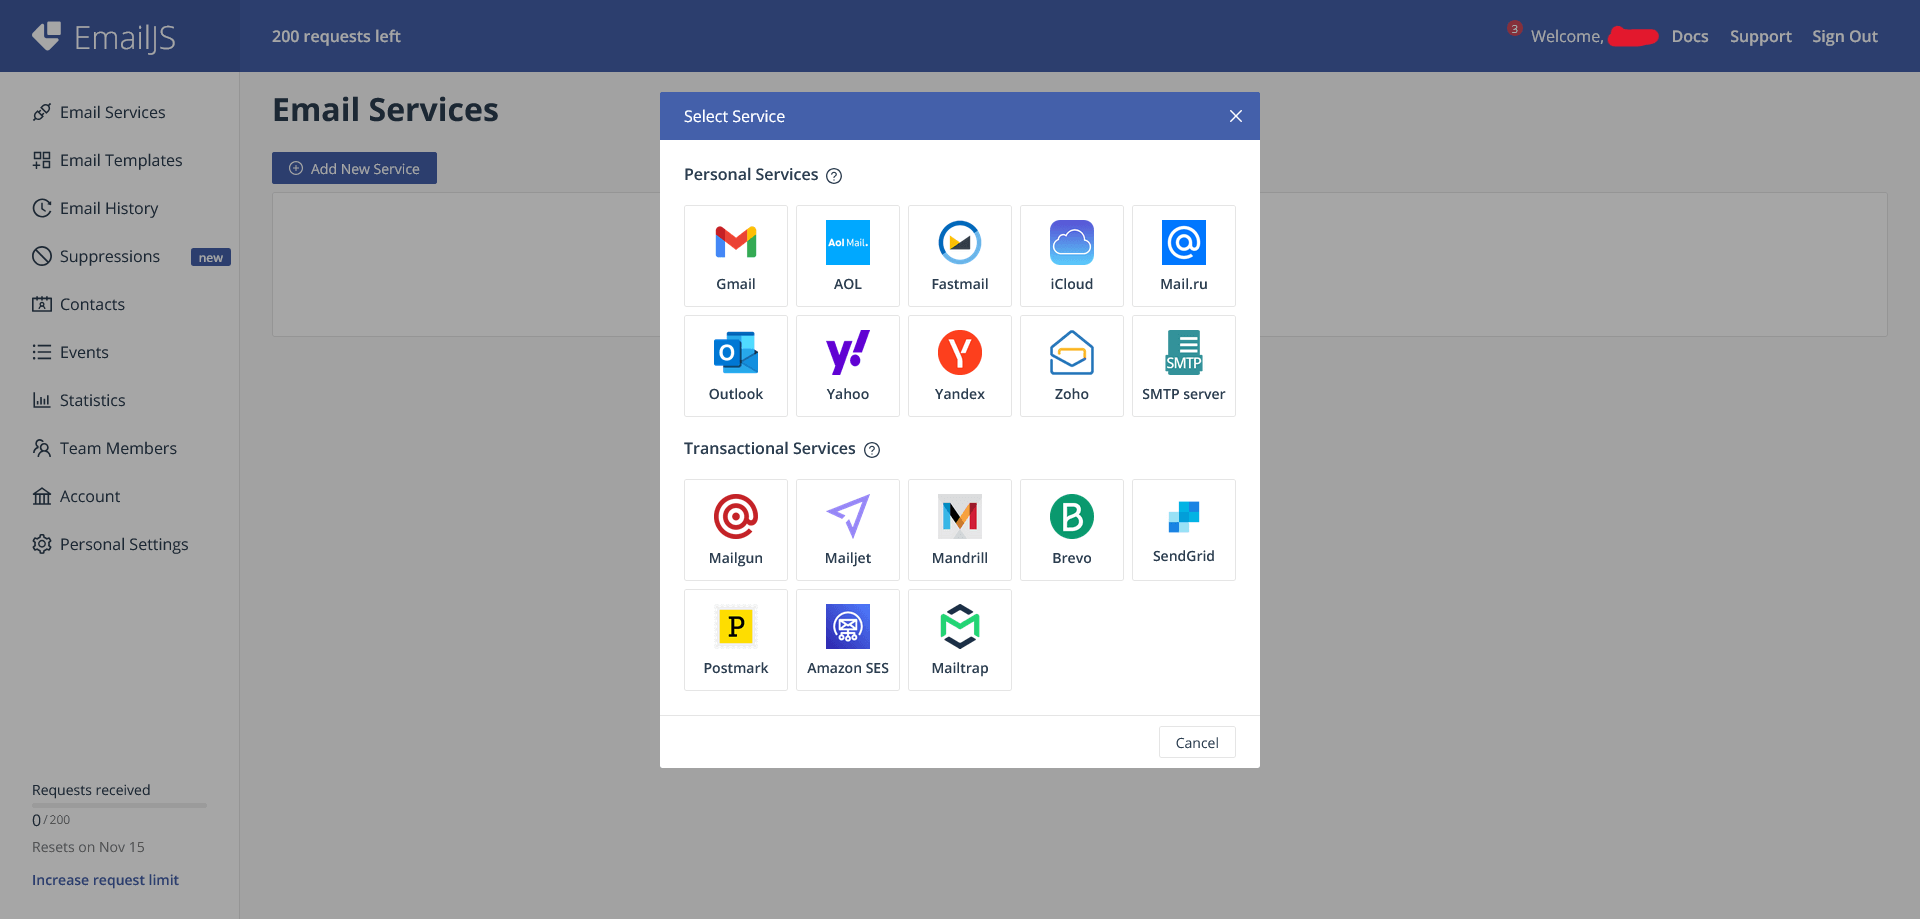 EmailJS
200 requests left
3
Welcome,
Docs
Support
Sign Out
Email Services
Email Templates
Email History
Suppressions
new
Contacts
Events
Statistics
Team Members
Account
Personal Settings
Requests received
0/200
Resets on Nov 15
Increase request limit
Email Services
Add New Service
Select Service
Personal Services
Gmail
Aol Mail.
AOL
Fastmail
iCloud
Mail.ru
Outlook
Yahoo
Yandex
Zoho
SMTP
SMTP server
Transactional Services
Mailgun
Mailjet
Mandrill
Brevo
SendGrid
Postmark
Amazon SES
Mailtrap
Cancel